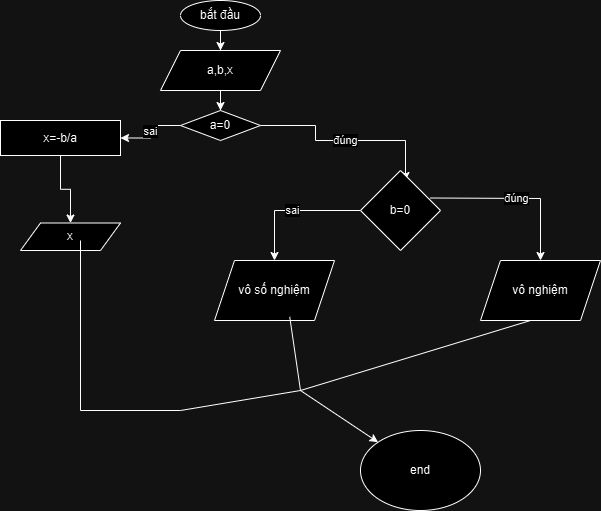 bắt đầu
a,b,x
a=0
sai
đúng
x=-b/a
b=0
x
sai
đúng
vô số nghiệm
vô nghiệm
end